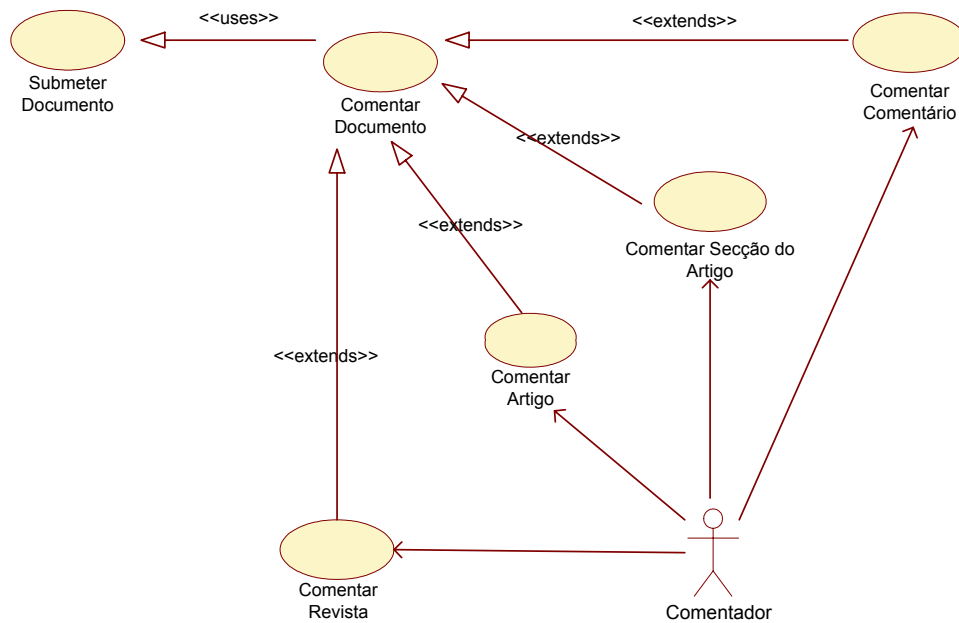 <<uses>>
<<extends>>
Submeter
Documento
Comentar
Documento
Comentar
Comentário
<<extends>>
<<extends>>
Comentar Secção do
Artigo
<<extends>>
Comentar
Artigo
Comentar
Revista
Comentador